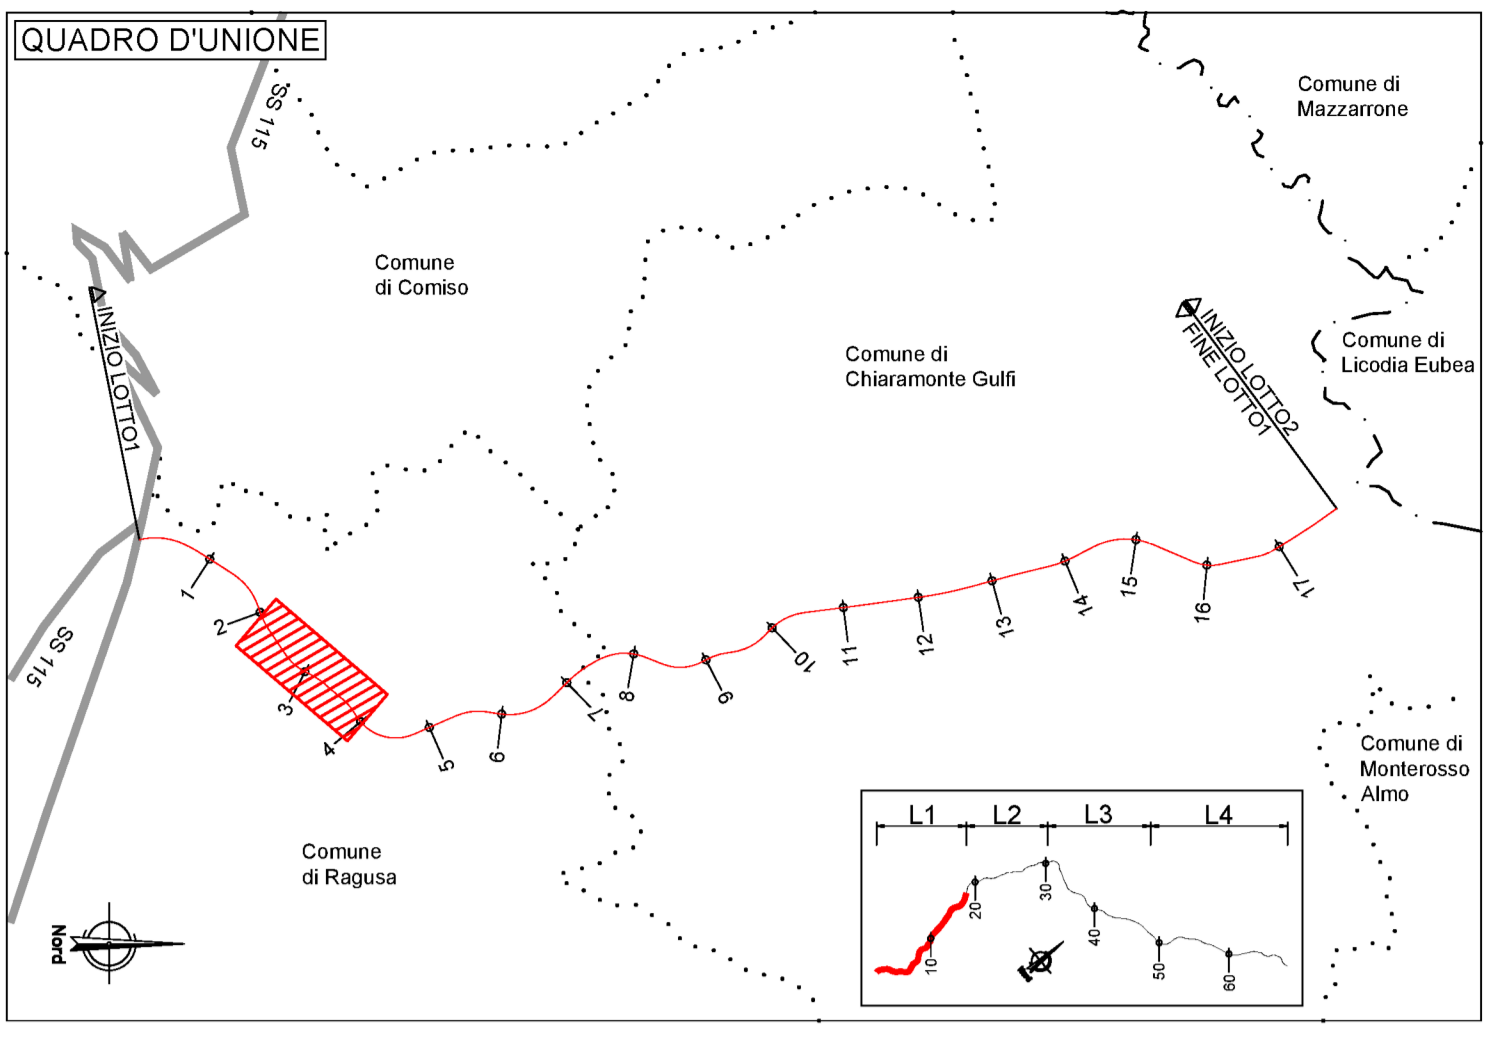 QUADRO D'UNIONE
SS 115
Comune di
Mazzarrone
Comune
di Comiso
INIZIO LOTTO1
Comune di
Chiaramonte Gulfi
INIZIO LOTTO2
FINE LOTTO1
Comune di
Licodia Eubea
SS 115
1
2
3
4
5
6
7
8
9
10
11
12
13
14
15
16
17
Comune di
Monterosso
Almo
Comune
di Ragusa
Nord
L1 L2 L3 L4
10
20
30
40
50
60